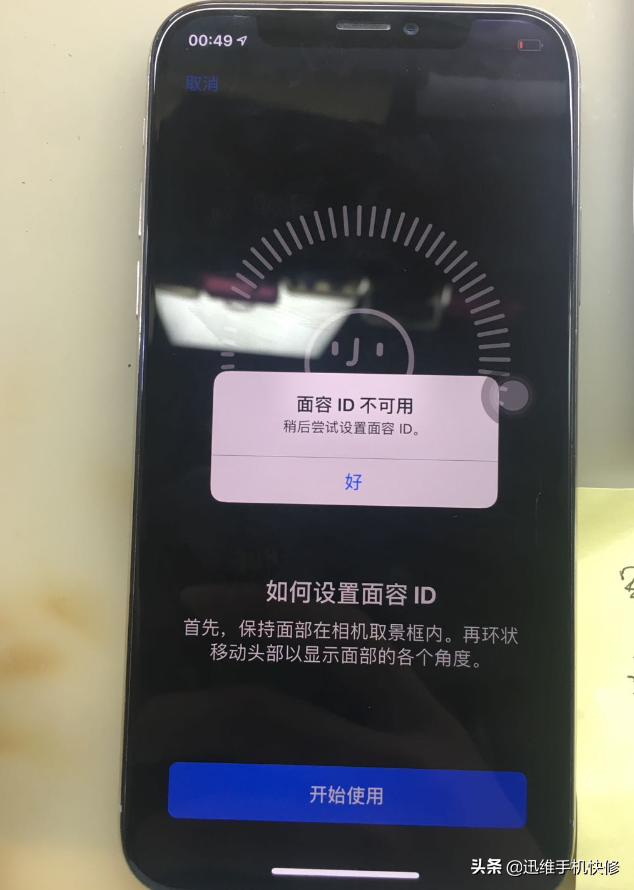 00:49
取消
面容 ID 不可用
稍后尝试设置面容 ID。
好
如何设置面容 ID
首先，保持面部在相机取景框内。再环状
移动头部以显示面部的各个角度。
开始使用
头条 @迅维手机快修